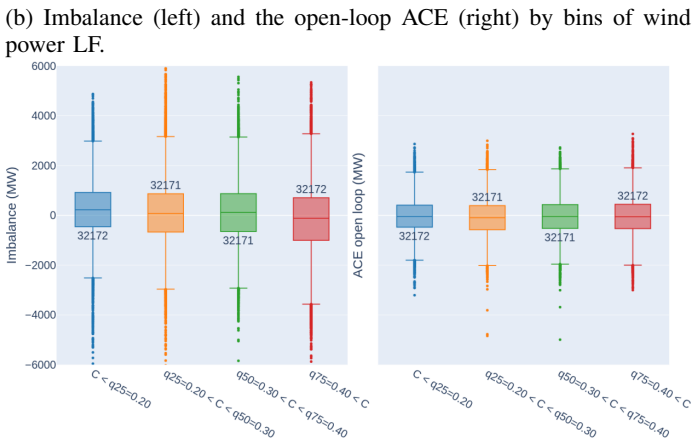 (b) Imbalance (left) and the open-loop ACE (right) by bins of wind
power LF.
6000
4000
2000
0
−2000
−4000
−6000
Imbalance (MW)
32172
32171
32171
32172
C < q25=0.20
q25=0.20 < C < q50=0.30
q50=0.30 < C < q75=0.40
q75=0.40 < C
ACE open loop (MW)
32172
32171
32171
32172
C < q25=0.20
q25=0.20 < C < q50=0.30
q50=0.30 < C < q75=0.40
q75=0.40 < C